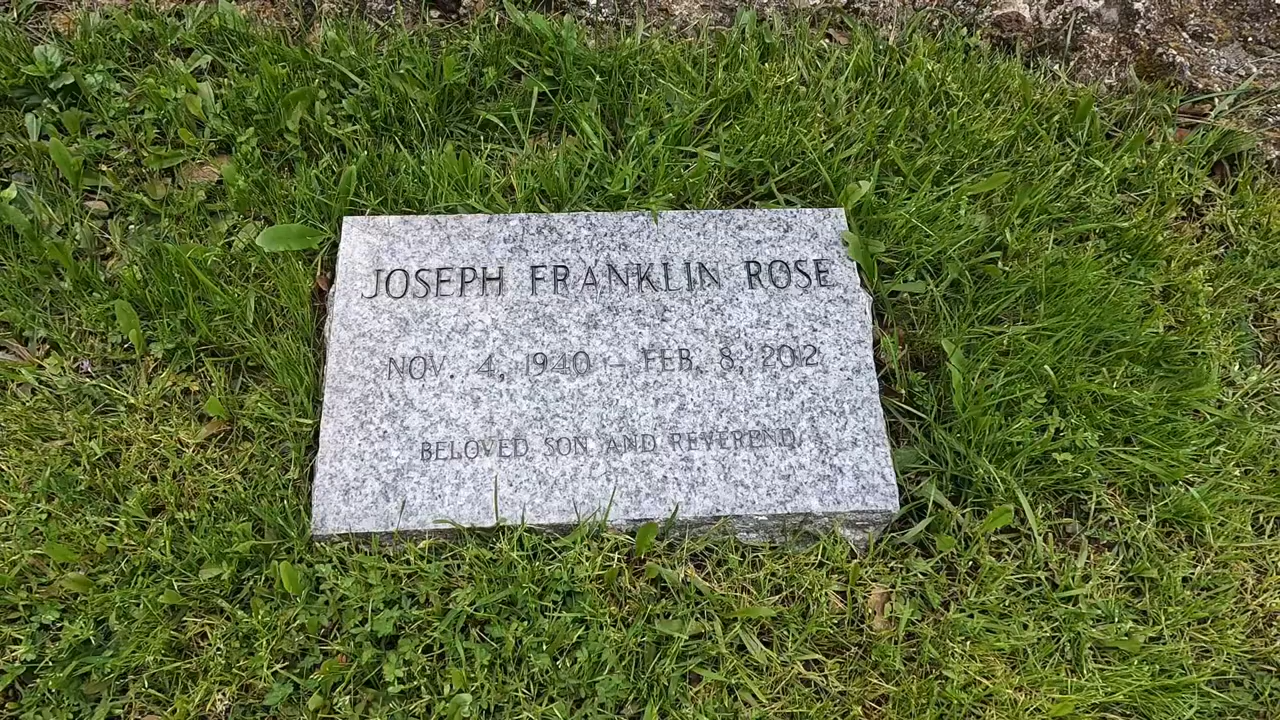 JOSEPH FRANKLIN ROSE
NOV. 4, 1940 – FEB. 8, 2012
BELOVED SON AND REVEREND